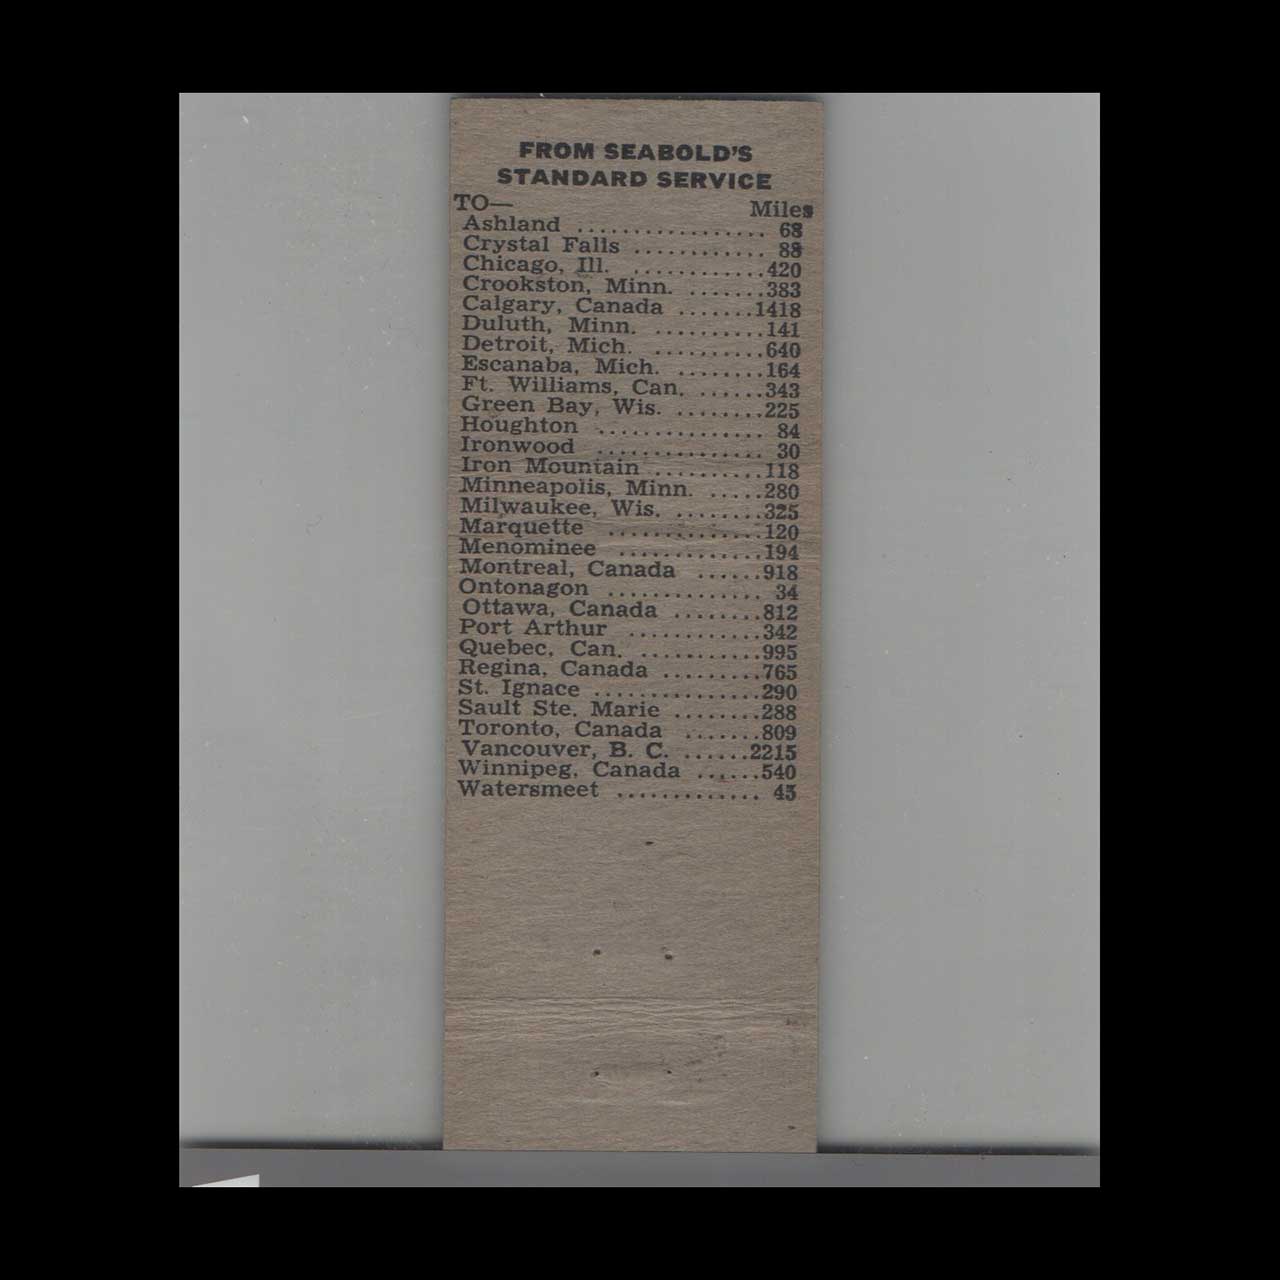 FROM SEABOLD'S
STANDARD SERVICE
TO— Miles
Ashland ................. 68
Crystal Falls ............ 88
Chicago, Ill. ............420
Crookston, Minn. .......383
Calgary, Canada .......1418
Duluth, Minn. ..........141
Detroit, Mich. ..........640
Escanaba, Mich. ........164
Ft. Williams, Can. ......343
Green Bay, Wis. ........225
Houghton ............... 84
Ironwood ............... 30
Iron Mountain ..........118
Minneapolis, Minn. .....280
Milwaukee, Wis. ........325
Marquette ..............120
Menominee .............194
Montreal, Canada ......918
Ontonagon .............. 34
Ottawa, Canada ........812
Port Arthur ............342
Quebec, Can. ...........995
Regina, Canada .........765
St. Ignace ...............290
Sault Ste. Marie ........288
Toronto, Canada .......809
Vancouver, B. C. ......2215
Winnipeg, Canada ......540
Watersmeet ............. 45